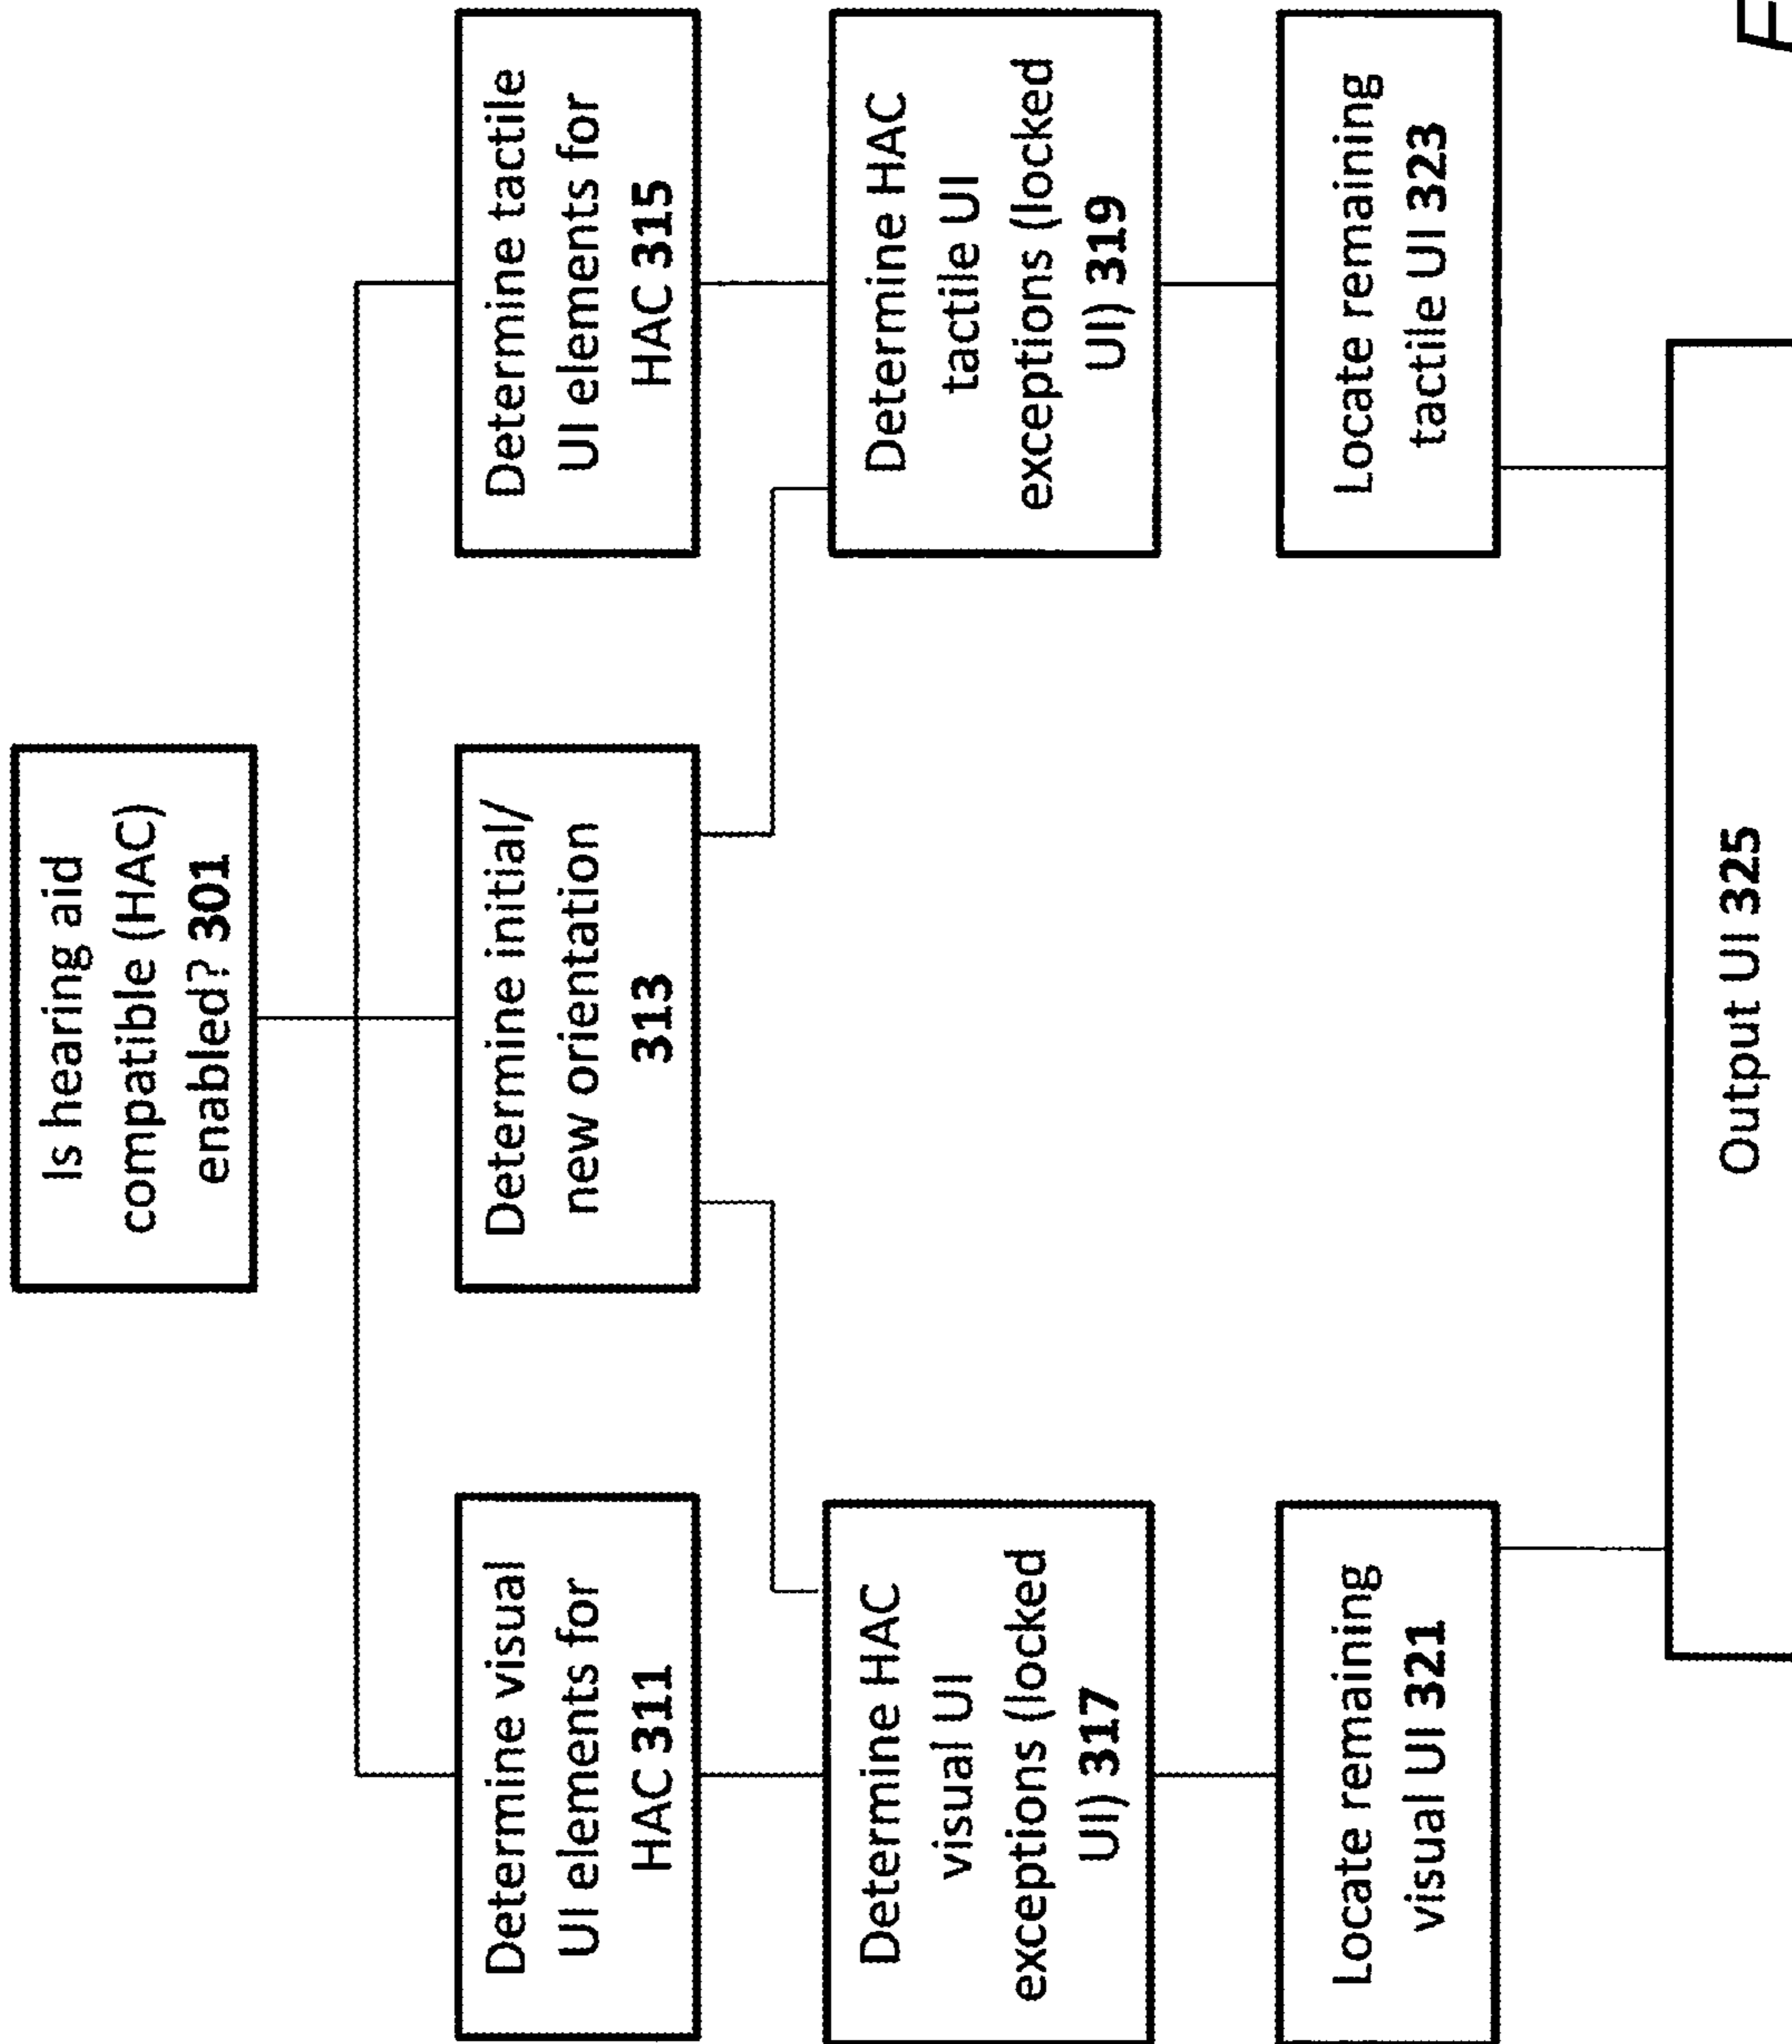 Is hearing aid
compatible (HAC)
enabled? 301
Determine visual
UI elements for
HAC 311
Determine initial/
new orientation
313
Determine tactile
UI elements for
HAC 315
Determine HAC
visual UI
exceptions (locked
UI) 317
Determine HAC
tactile UI
exceptions (locked
UI) 319
Locate remaining
visual UI 321
Locate remaining
tactile UI 323
Output UI 325